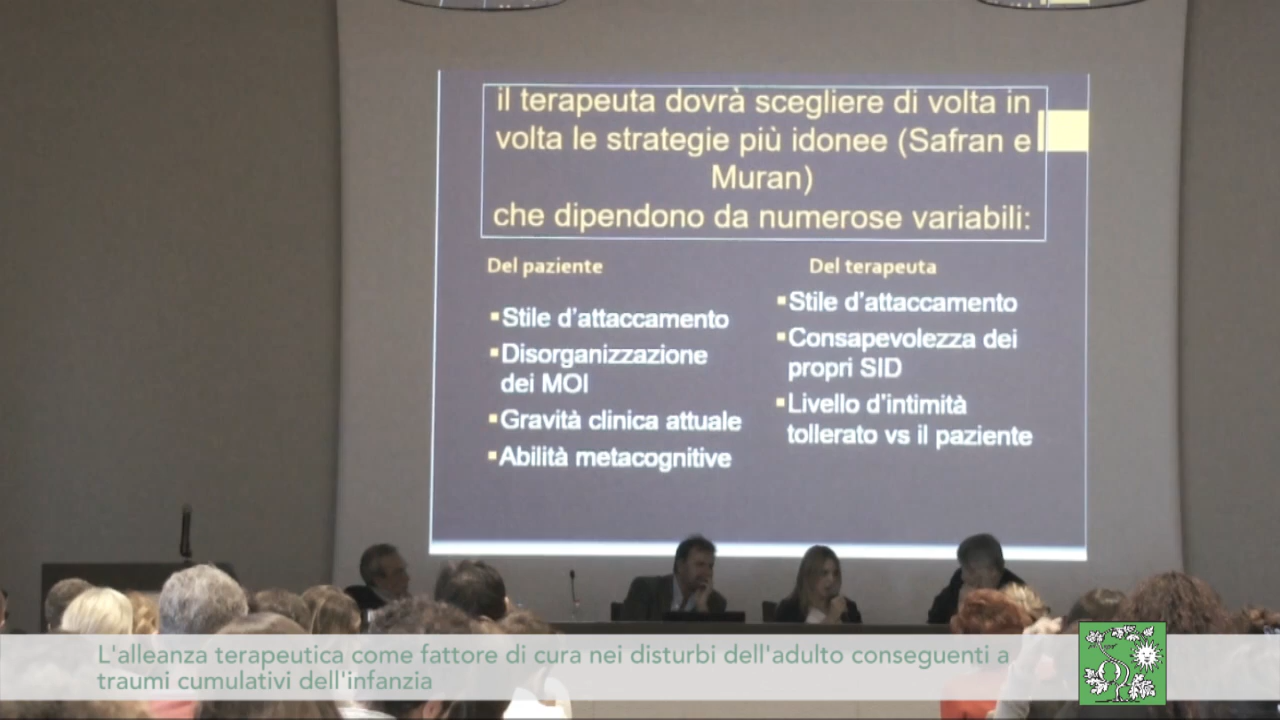 il terapeuta dovrà scegliere di volta in
volta le strategie più idonee (Safran e
Muran)
che dipendono da numerose variabili:
Del paziente
▪Stile d'attaccamento
▪Disorganizzazione
dei MOI
▪Gravità clinica attuale
▪Abilità metacognitive
Del terapeuta
▪Stile d'attaccamento
▪Consapevolezza dei
propri SID
▪Livello d'intimità
tollerato vs il paziente
L'alleanza terapeutica come fattore di cura nei disturbi dell'adulto conseguenti a
traumi cumulativi dell'infanzia